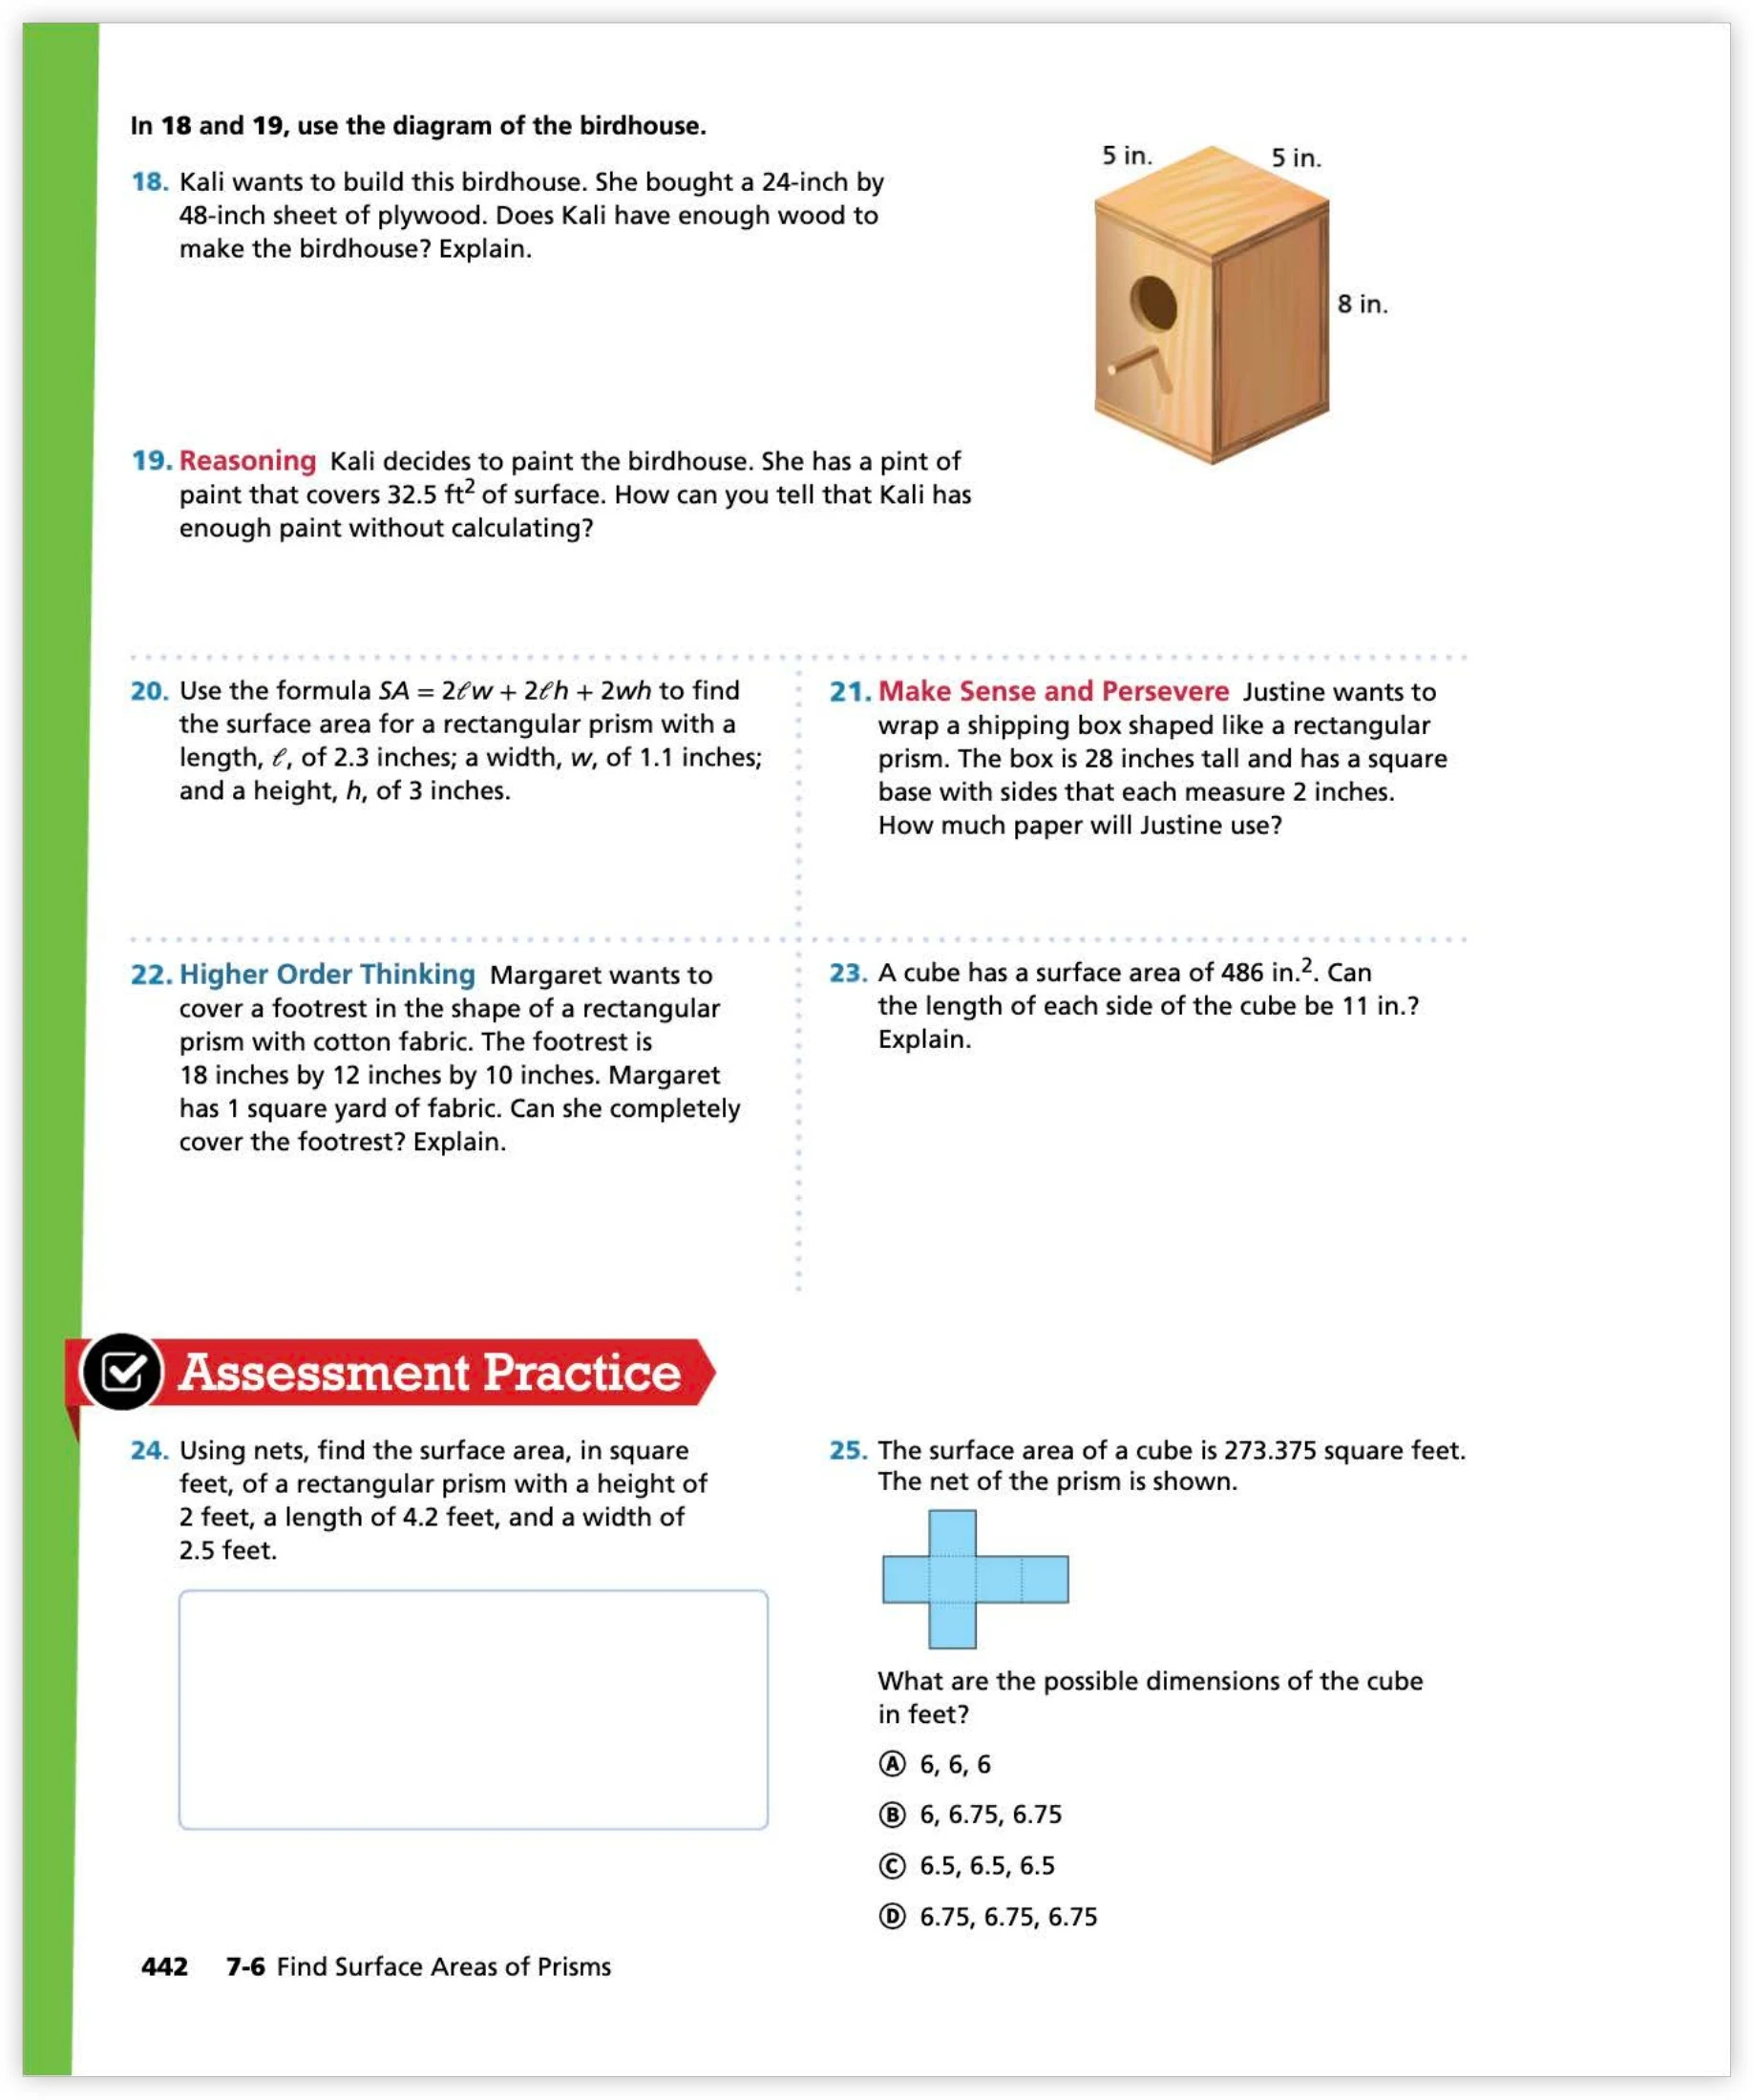 In 18 and 19, use the diagram of the birdhouse.
18. Kali wants to build this birdhouse. She bought a 24-inch by
48-inch sheet of plywood. Does Kali have enough wood to
make the birdhouse? Explain.
5 in.
5 in.
8 in.
19. Reasoning Kali decides to paint the birdhouse. She has a pint of
paint that covers 32.5 ft² of surface. How can you tell that Kali has
enough paint without calculating?
20. Use the formula SA = 2ℓw + 2ℓh + 2wh to find
the surface area for a rectangular prism with a
length, ℓ, of 2.3 inches; a width, w, of 1.1 inches;
and a height, h, of 3 inches.
21. Make Sense and Persevere Justine wants to
wrap a shipping box shaped like a rectangular
prism. The box is 28 inches tall and has a square
base with sides that each measure 2 inches.
How much paper will Justine use?
22. Higher Order Thinking Margaret wants to
cover a footrest in the shape of a rectangular
prism with cotton fabric. The footrest is
18 inches by 12 inches by 10 inches. Margaret
has 1 square yard of fabric. Can she completely
cover the footrest? Explain.
23. A cube has a surface area of 486 in.². Can
the length of each side of the cube be 11 in.?
Explain.
Assessment Practice
24. Using nets, find the surface area, in square
feet, of a rectangular prism with a height of
2 feet, a length of 4.2 feet, and a width of
2.5 feet.
25. The surface area of a cube is 273.375 square feet.
The net of the prism is shown.
What are the possible dimensions of the cube
in feet?
Ⓐ 6, 6, 6
Ⓑ 6, 6.75, 6.75
Ⓒ 6.5, 6.5, 6.5
Ⓓ 6.75, 6.75, 6.75
442 7-6 Find Surface Areas of Prisms